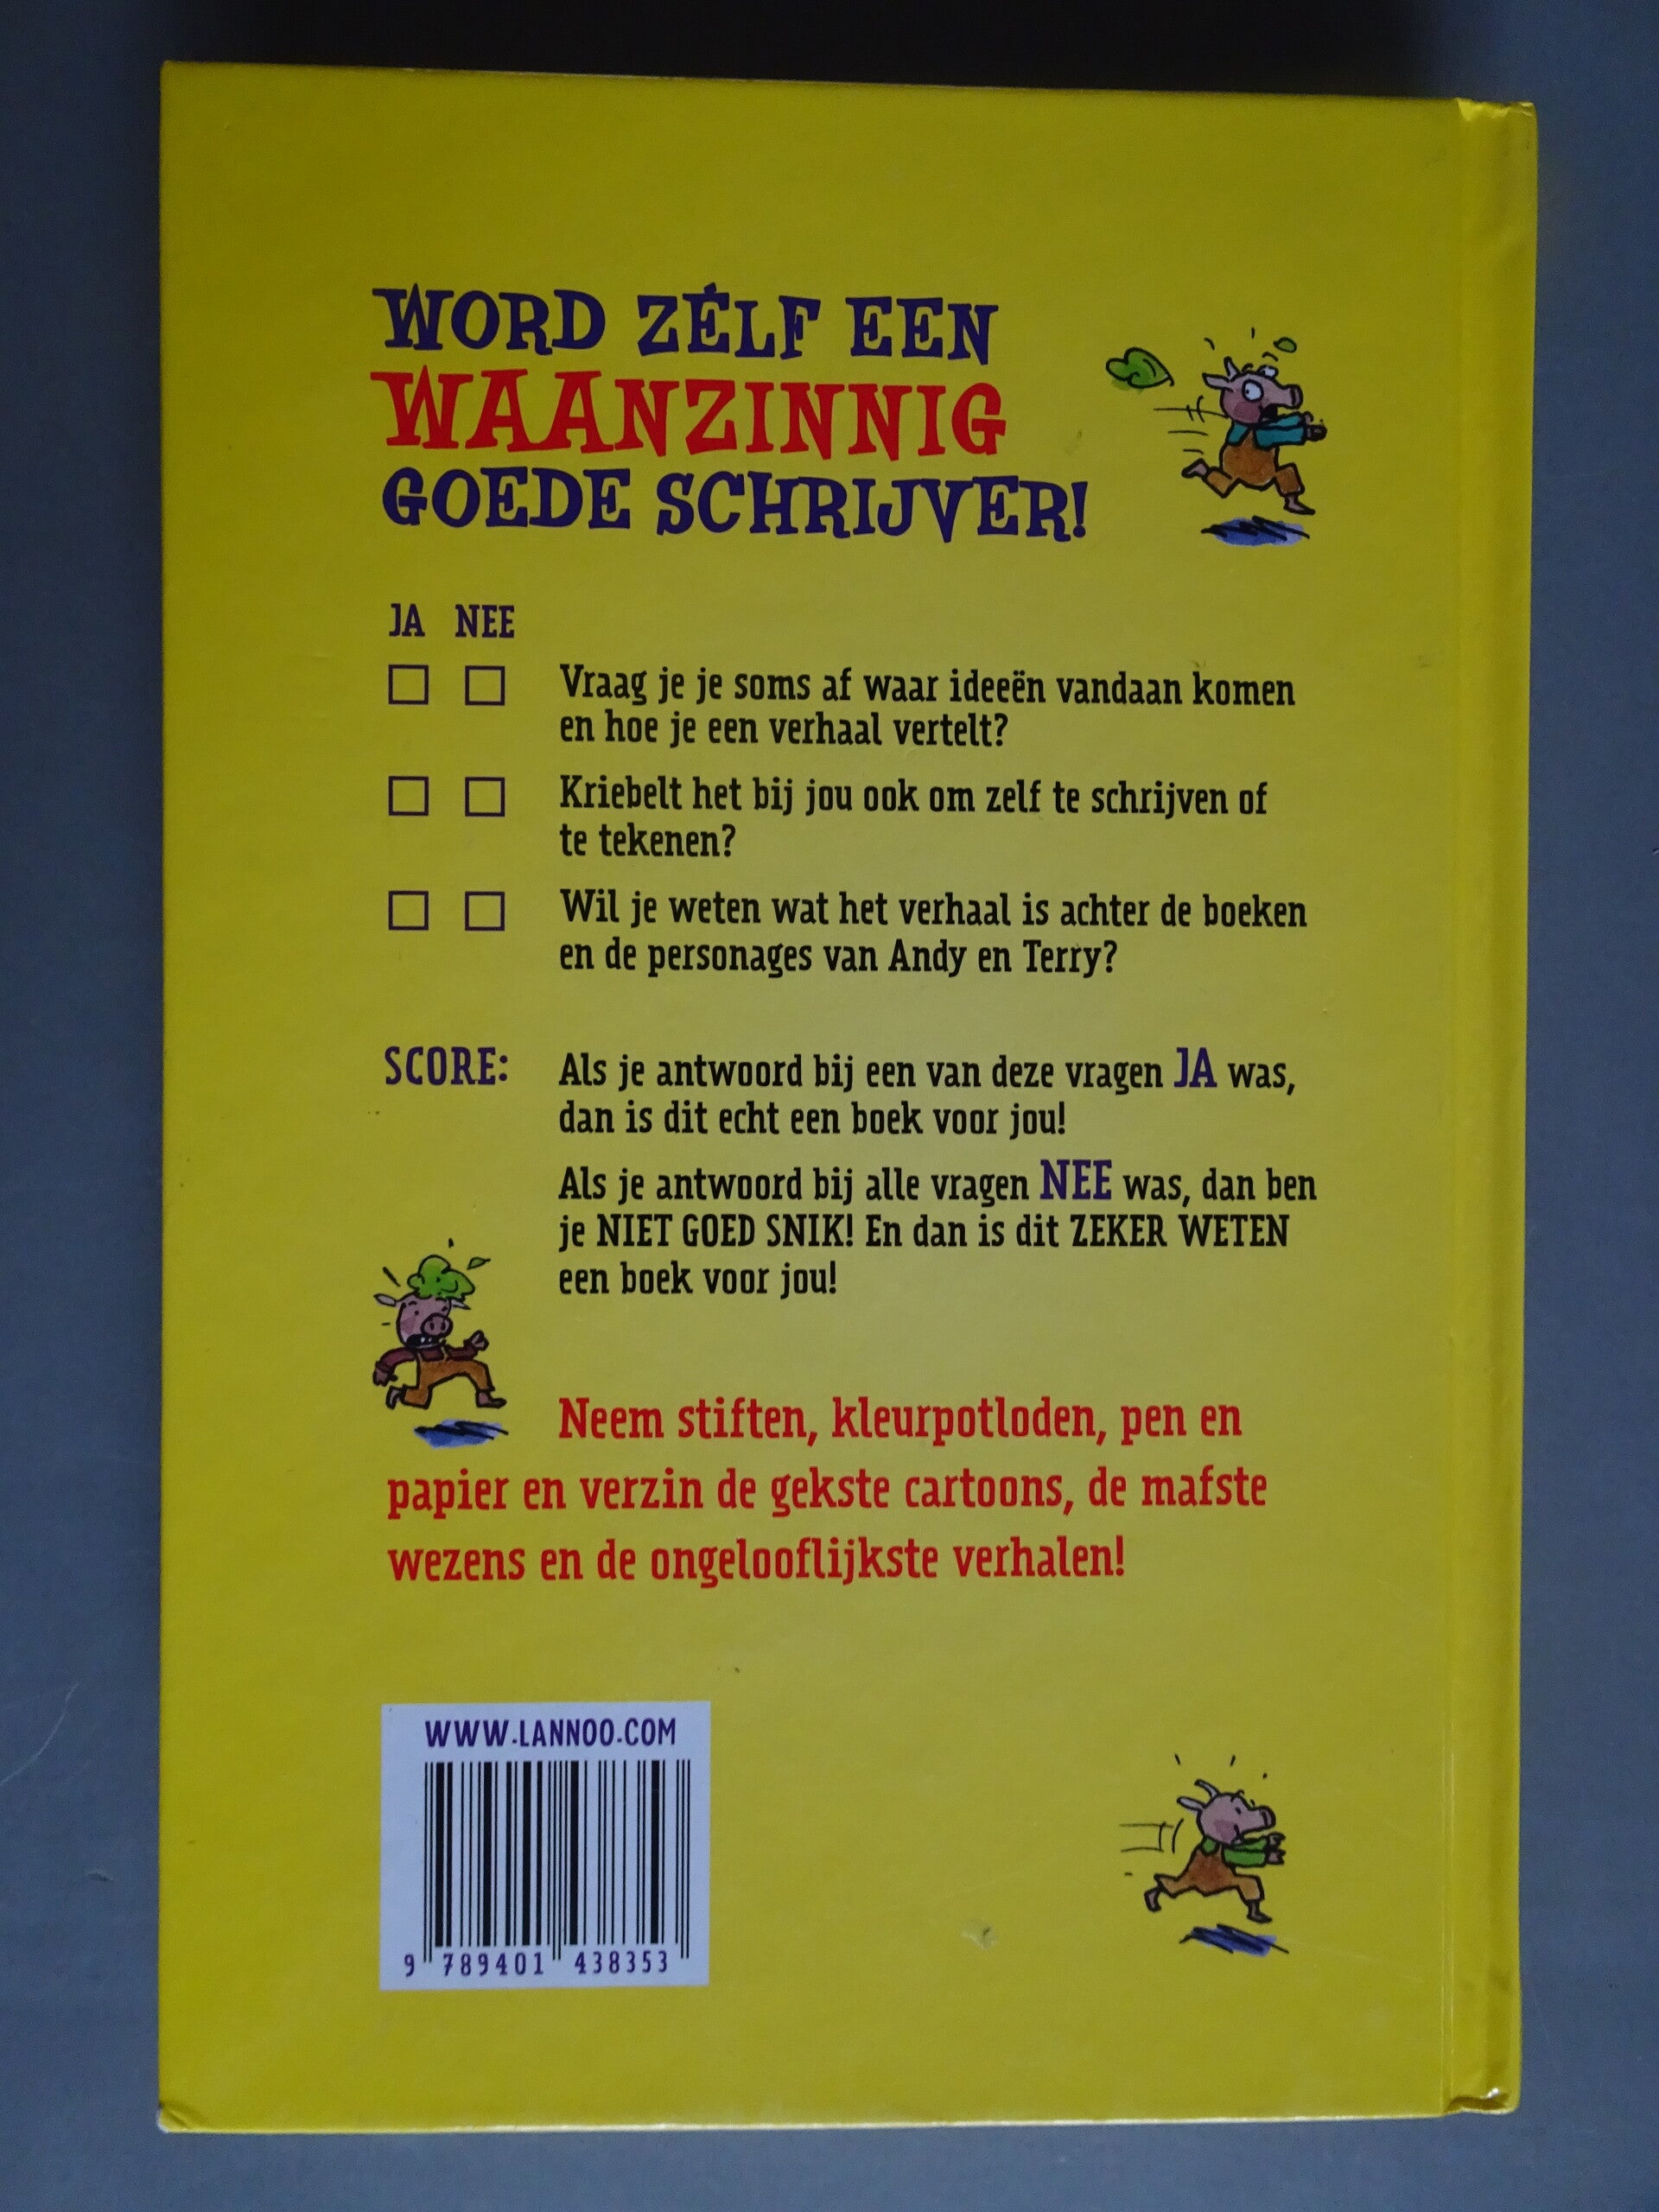 WORD ZÉLF EEN
WAANZINNIG
GOEDE SCHRIJVER!
JA NEE
Vraag je je soms af waar ideeën vandaan komen
en hoe je een verhaal vertelt?
Kriebelt het bij jou ook om zelf te schrijven of
te tekenen?
Wil je weten wat het verhaal is achter de boeken
en de personages van Andy en Terry?
SCORE: Als je antwoord bij een van deze vragen JA was,
dan is dit echt een boek voor jou!
Als je antwoord bij alle vragen NEE was, dan ben
je NIET GOED SNIK! En dan is dit ZEKER WETEN
een boek voor jou!
Neem stiften, kleurpotloden, pen en
papier en verzin de gekste cartoons, de mafste
wezens en de ongelooflijkste verhalen!
WWW.LANNOO.COM
9 789401 438353